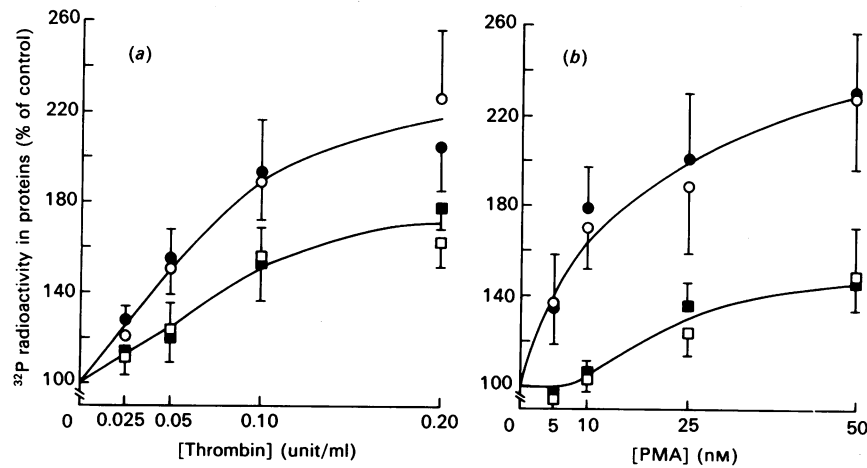 260
220
180
140
100
0
³²P radioactivity in proteins (% of control)
(a)
0.025 0.05 0.10 0.20
[Thrombin] (unit/ml)
260
220
180
140
100
0
(b)
5 10 25 50
[PMA] (nM)